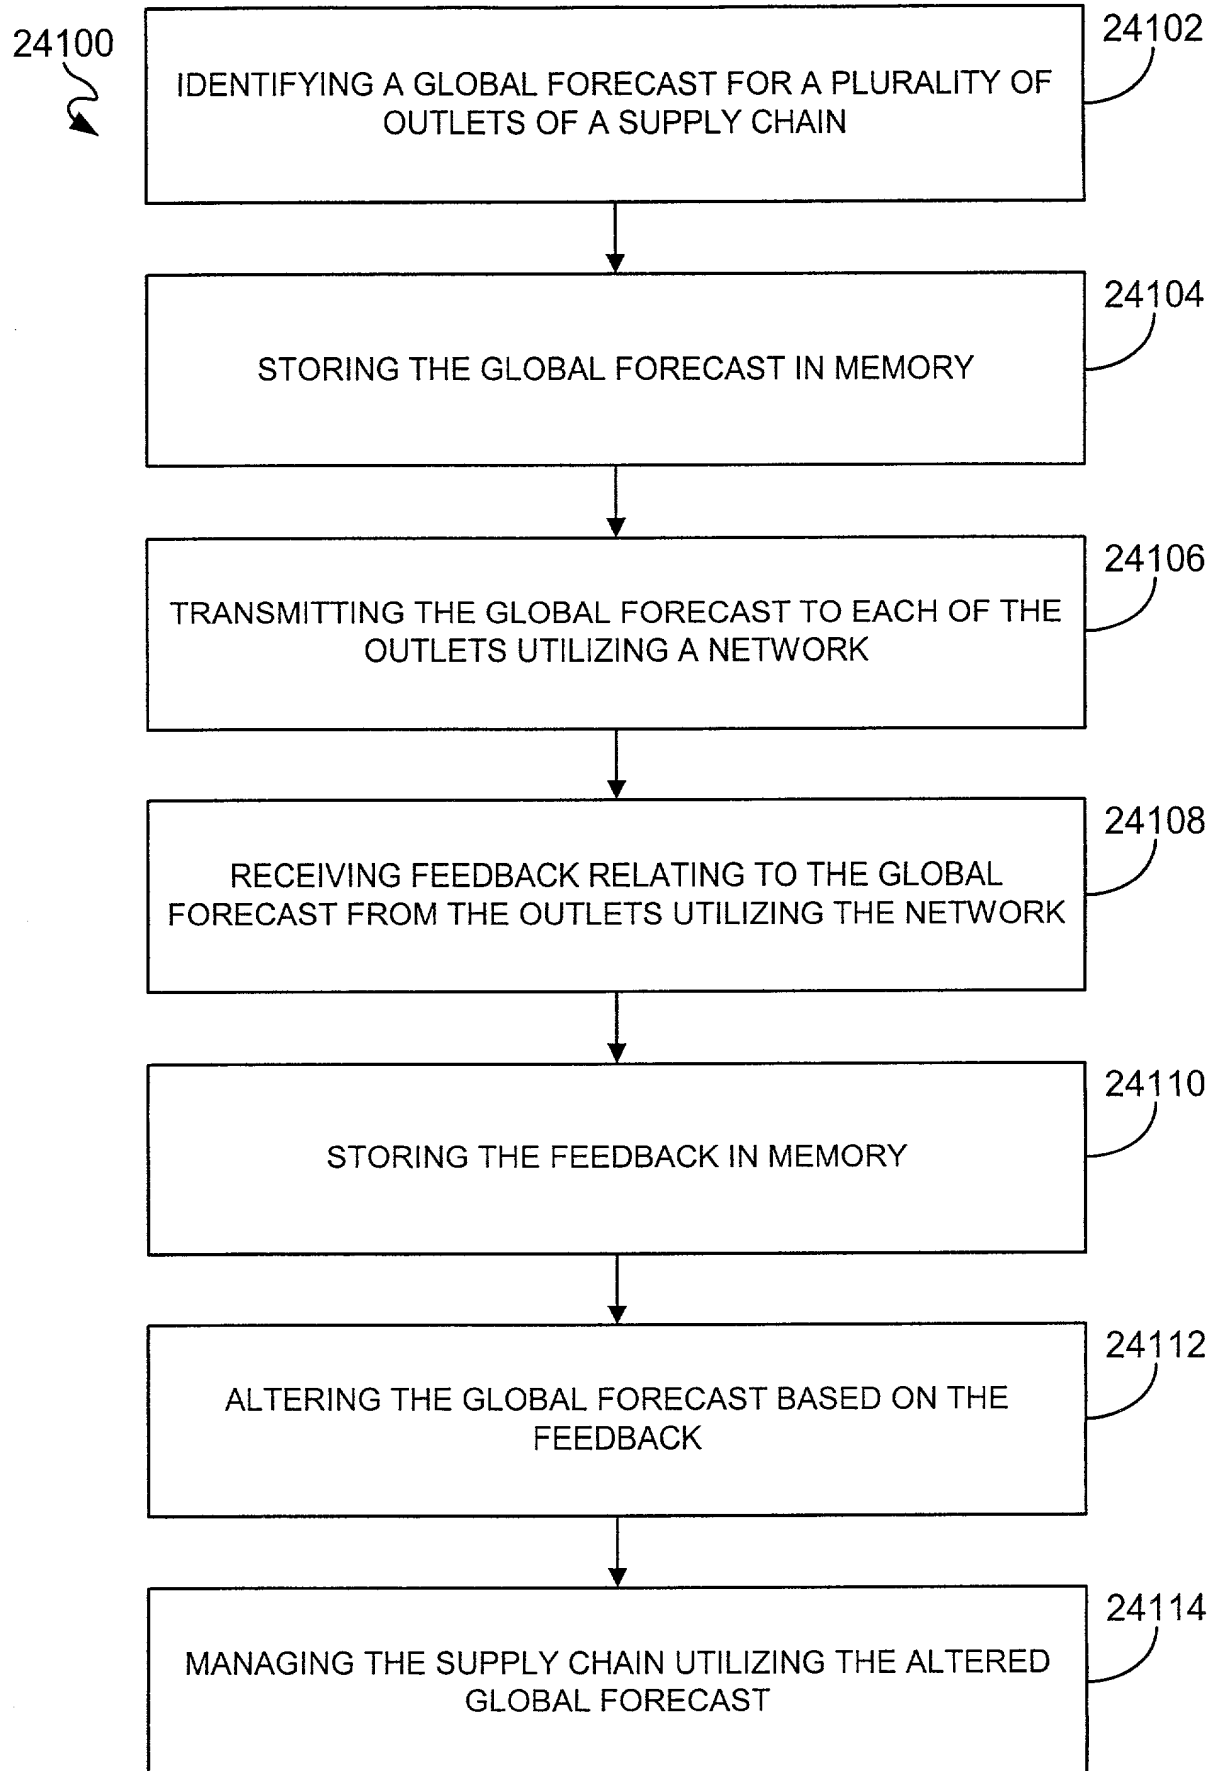 24100
24102
IDENTIFYING A GLOBAL FORECAST FOR A PLURALITY OF
OUTLETS OF A SUPPLY CHAIN
24104
STORING THE GLOBAL FORECAST IN MEMORY
24106
TRANSMITTING THE GLOBAL FORECAST TO EACH OF THE
OUTLETS UTILIZING A NETWORK
24108
RECEIVING FEEDBACK RELATING TO THE GLOBAL
FORECAST FROM THE OUTLETS UTILIZING THE NETWORK
24110
STORING THE FEEDBACK IN MEMORY
24112
ALTERING THE GLOBAL FORECAST BASED ON THE
FEEDBACK
24114
MANAGING THE SUPPLY CHAIN UTILIZING THE ALTERED
GLOBAL FORECAST